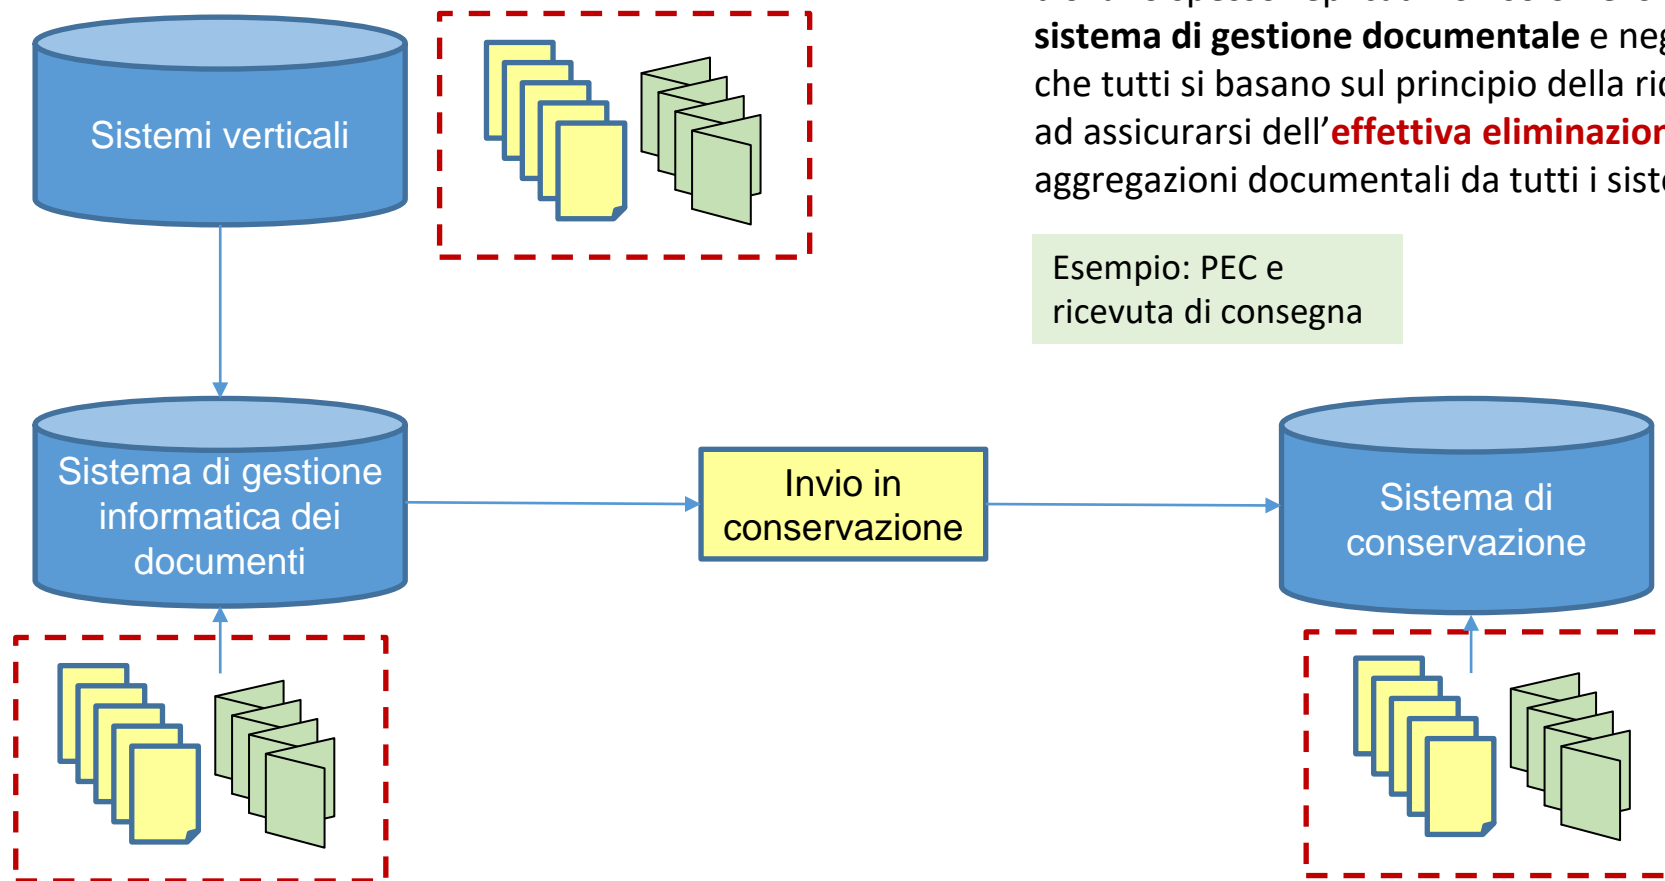 sistema di gestione documentale e
che tutti si basano sul principio della
ad assicurarsi dell’effettiva
aggregazioni documentali da tutti i
Esempio: PEC e
ricevuta di consegna
Sistemi verticali
Sistema di gestione
informatica dei
documenti
Invio in
conservazione
Sistema di
conservazione